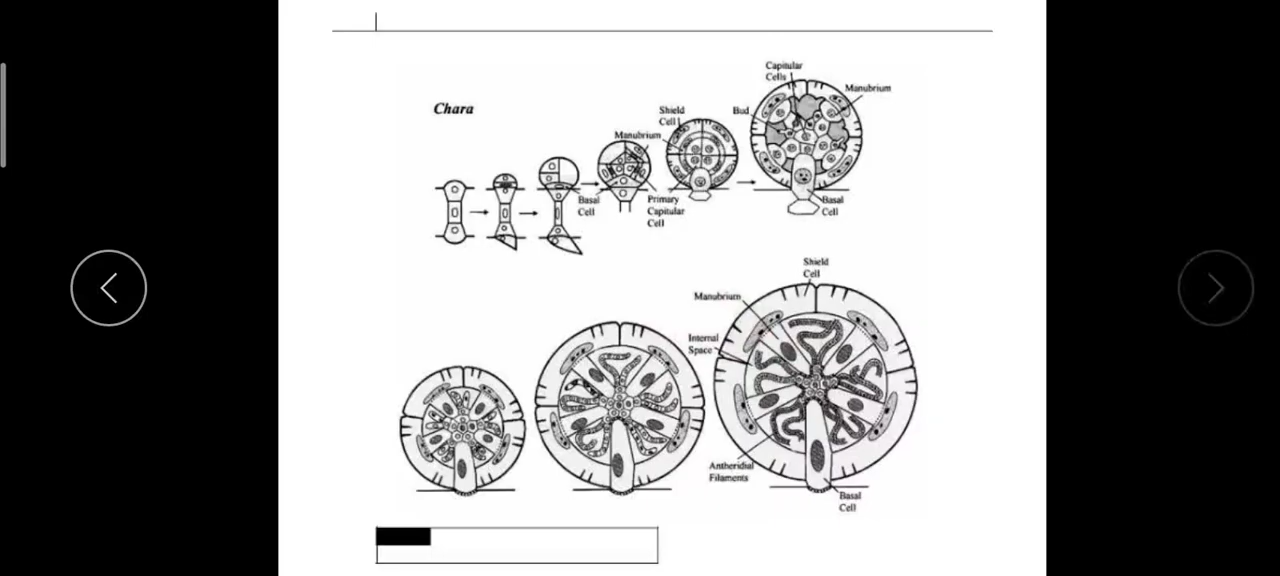 Chara
Capitular
Cells
Manubrium
Shield
Cell
Bud
Manubrium
Basal
Cell
Primary
Capitular
Cell
Basal
Cell
Shield
Cell
Manubrium
Internal
Space
Antheridial
Filaments
Basal
Cell